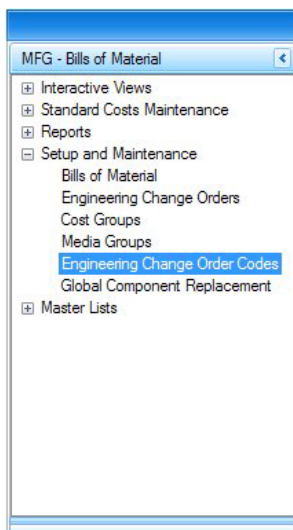 MFG - Bills of Material
Interactive Views
Standard Costs Maintenance
Reports
Setup and Maintenance
Bills of Material
Engineering Change Orders
Cost Groups
Media Groups
Engineering Change Order Codes
Global Component Replacement
Master Lists